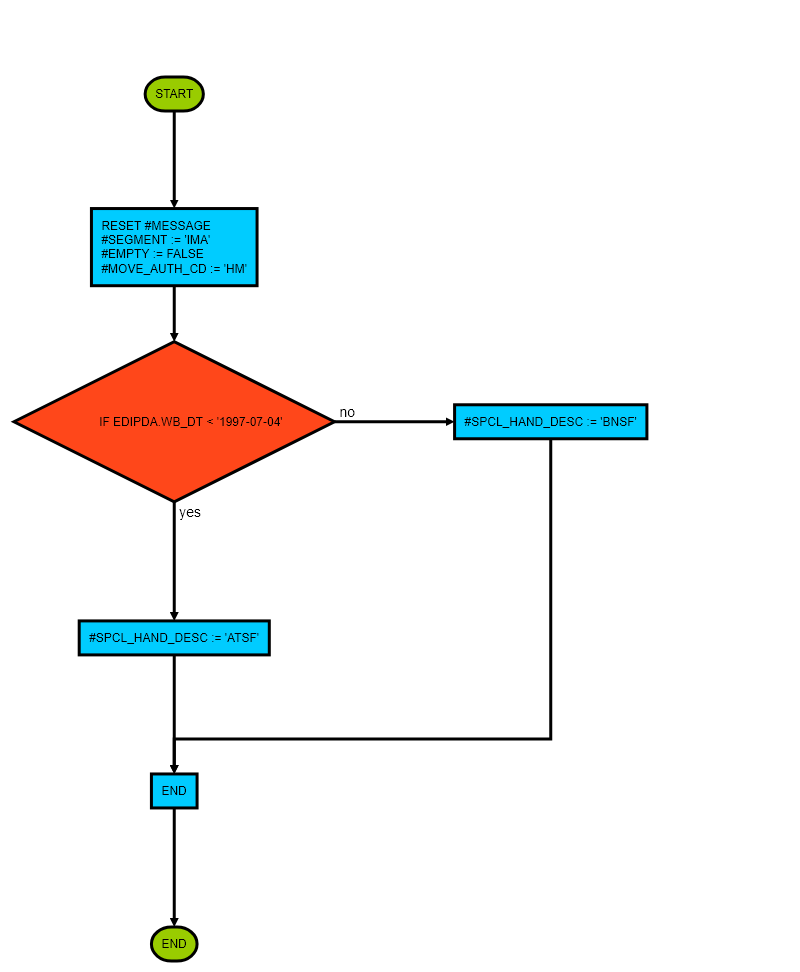 START
RESET #MESSAGE
#SEGMENT := 'IMA'
#EMPTY := FALSE
#MOVE_AUTH_CD := 'HM'
IF EDIPDA.WB_DT < '1997-07-04'
no
#SPCL_HAND_DESC := 'BNSF'
yes
#SPCL_HAND_DESC := 'ATSF'
END
END